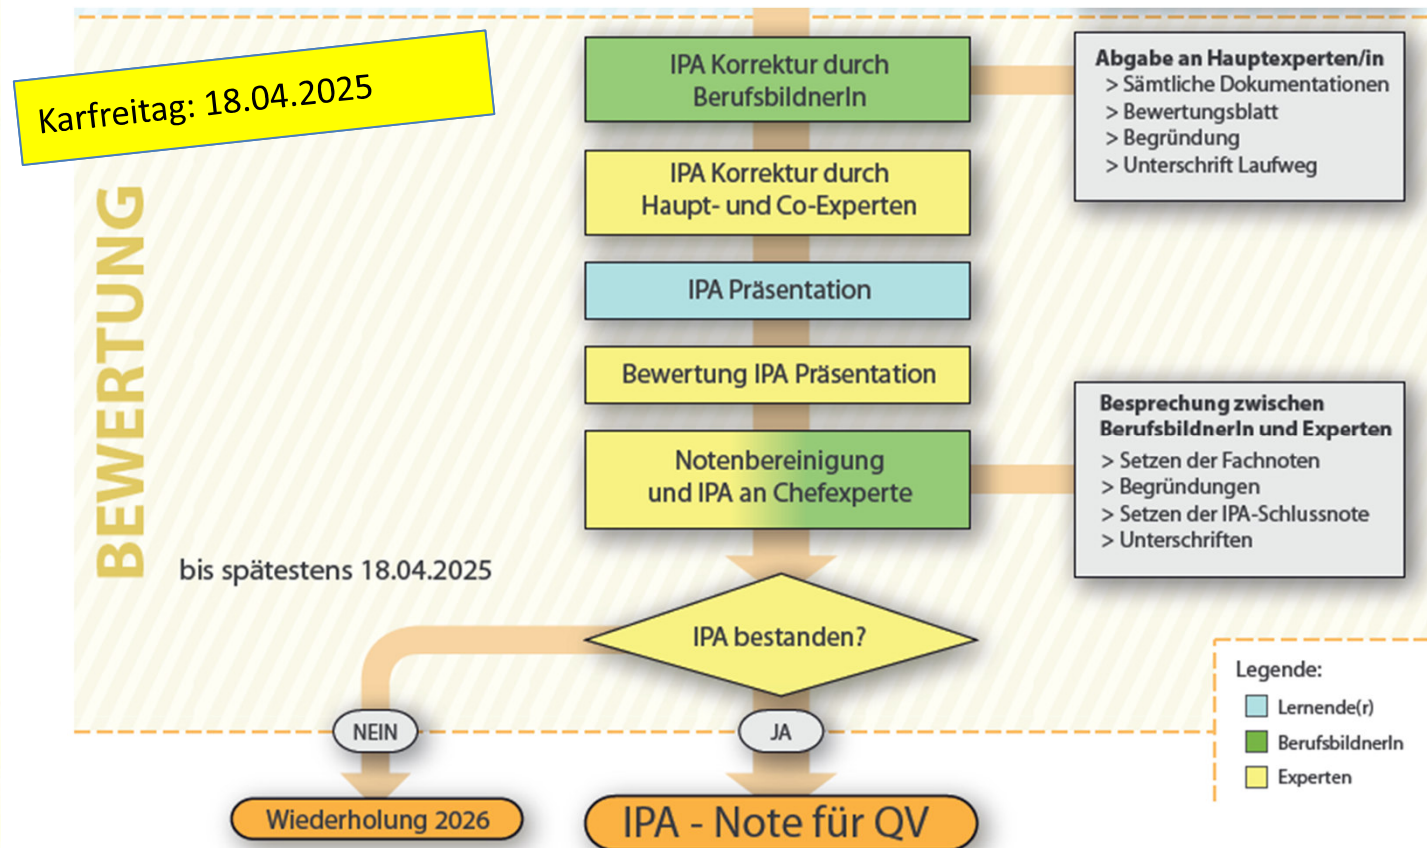 Karfreitag: 18.04.2025
BEWERTUNG
IPA Korrektur durch
BerufsbildnerIn
Abgabe an Hauptexperten/in
> Sämtliche Dokumentationen
> Bewertungsblatt
> Begründung
> Unterschrift Laufweg
IPA Korrektur durch
Haupt- und Co-Experten
IPA Präsentation
Bewertung IPA Präsentation
Notenbereinigung
und IPA an Chefexperte
Besprechung zwischen
BerufsbildnerIn und Experten
> Setzen der Fachnoten
> Begründungen
> Setzen der IPA-Schlussnote
> Unterschriften
bis spätestens 18.04.2025
IPA bestanden?
NEIN
JA
Wiederholung 2026
IPA - Note für QV
Legende:
Lernende(r)
BerufsbildnerIn
Experten